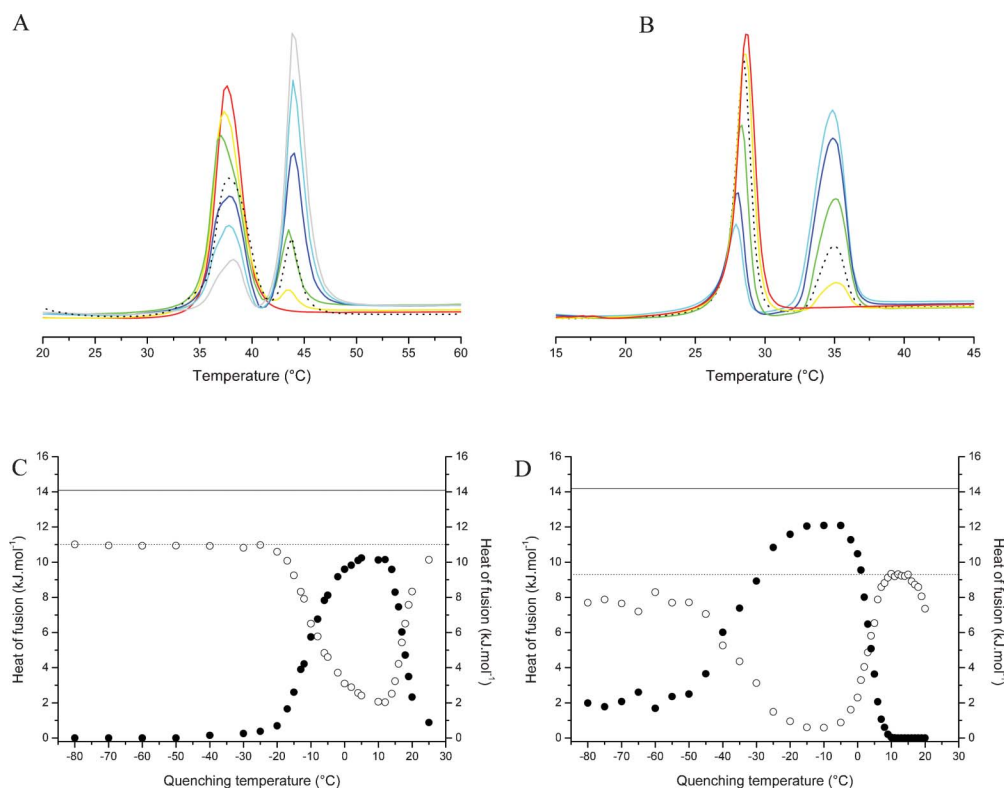 A
B
20 25 30 35 40 45 50 55 60
Temperature (°C)
15 20 25 30 35 40 45
Temperature (°C)
C
16 14 12 10 8 6 4 2 0
Heat of fusion (kJ.mol⁻¹)
-80 -70 -60 -50 -40 -30 -20 -10 0 10 20 30
Quenching temperature (°C)
16 14 12 10 8 6 4 2 0
Heat of fusion (kJ.mol⁻¹)
D
16 14 12 10 8 6 4 2 0
Heat of fusion (kJ.mol⁻¹)
-80 -70 -60 -50 -40 -30 -20 -10 0 10 20 30
Quenching temperature (°C)
16 14 12 10 8 6 4 2 0
Heat of fusion (kJ.mol⁻¹)